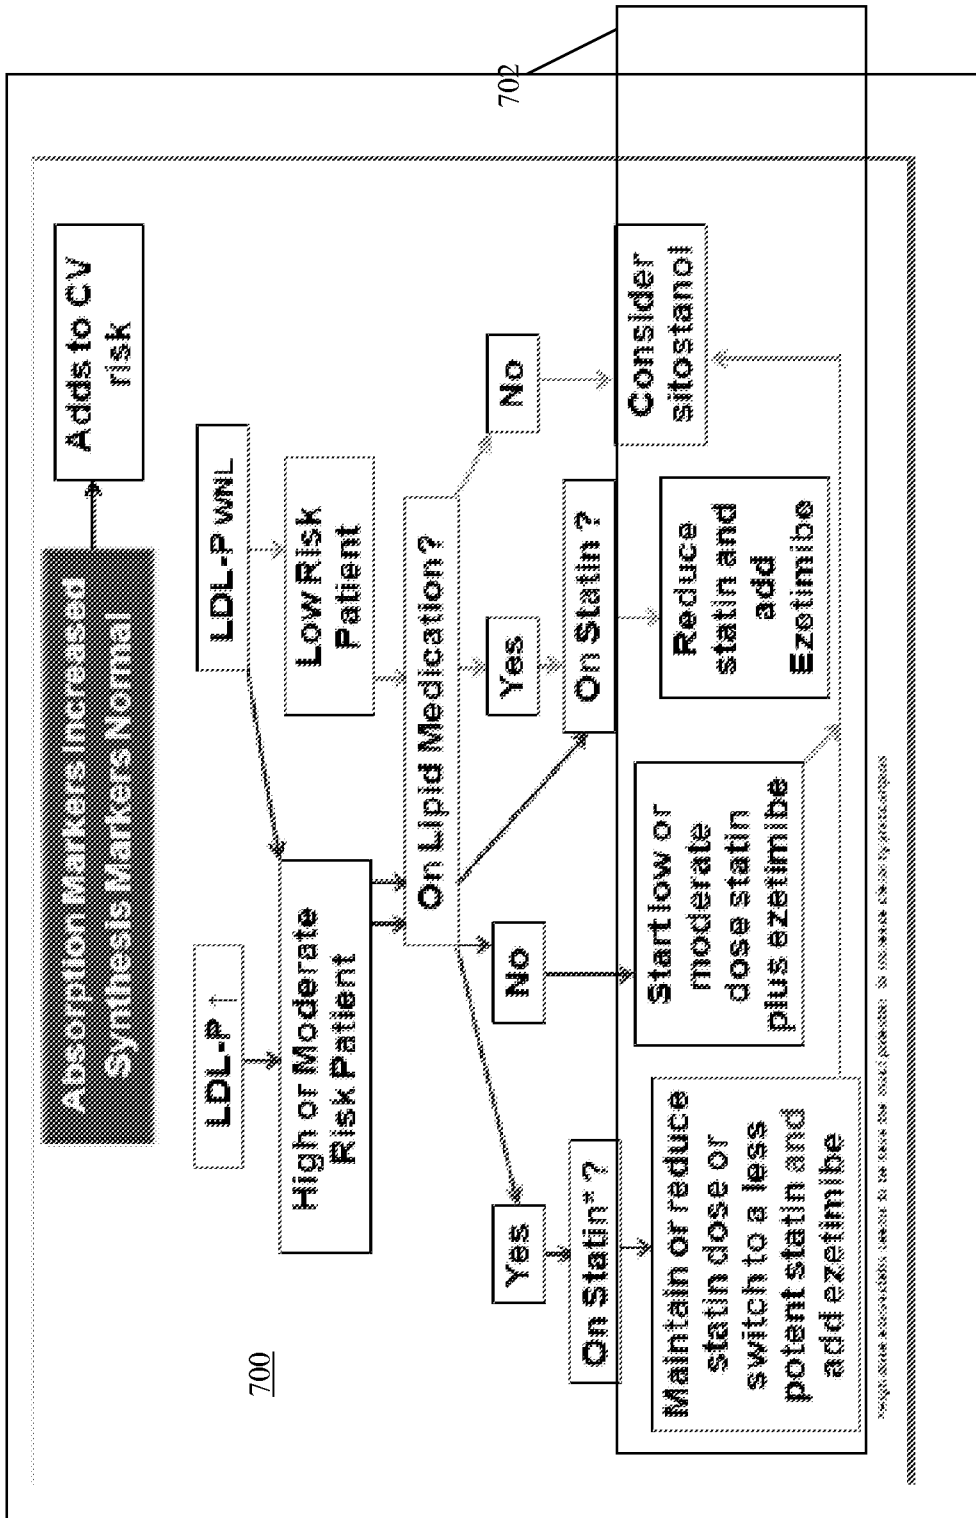 Absorption Markers Increased
Synthesis Markers Normal
Adds to CV
risk
LDL-P ↑
LDL-P WNL
High or Moderate
Risk Patient
Low Risk
Patient
On Lipid Medication?
Yes
No
Yes
No
On Statin* ?
On Statin ?
Maintain or reduce
statin dose or
switch to a less
potent statin and
add ezetimibe
Start low or
moderate
dose statin
plus ezetimibe
Reduce
statin and
add
Ezetimibe
Consider
sitostanol
700
702